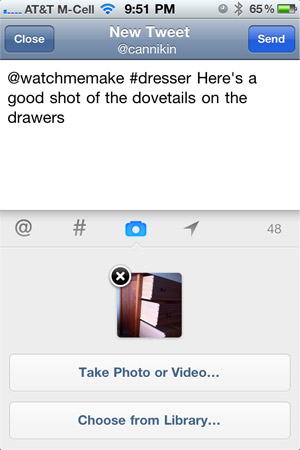 AT&T M-Cell 9:51 PM 65%
Close New Tweet Send
@cannikin
@watchmemake #dresser Here's a
good shot of the dovetails on the
drawers
@ # 48
Take Photo or Video...
Choose from Library...